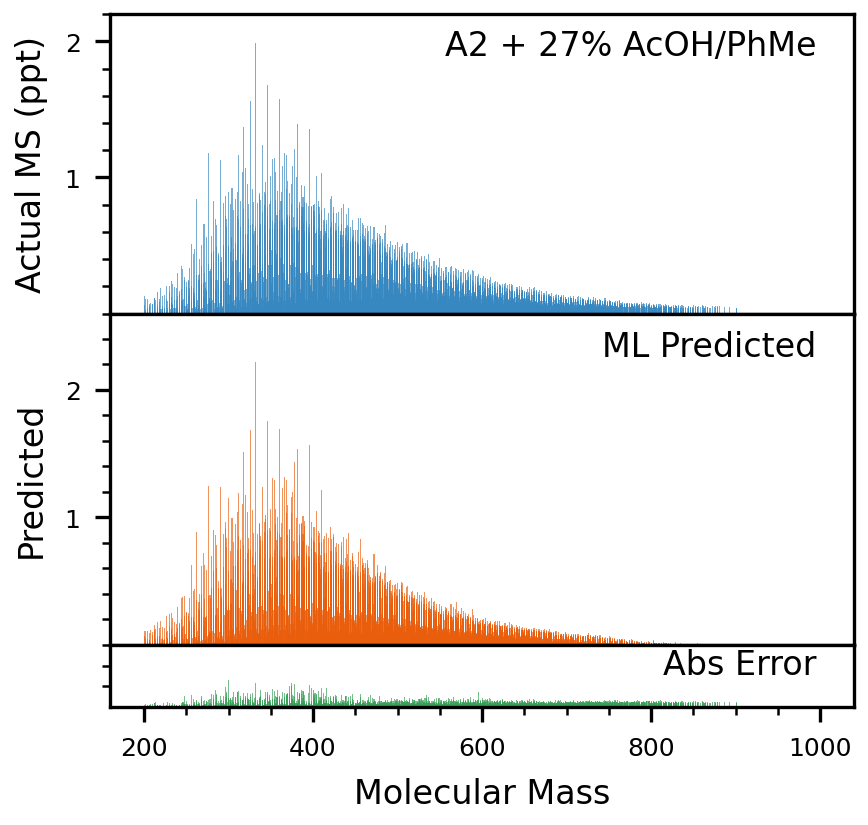 A2 + 27% AcOH/PhMe
Actual MS (ppt)
2
1
ML Predicted
Predicted
2
1
Abs Error
200 400 600 800 1000
Molecular Mass